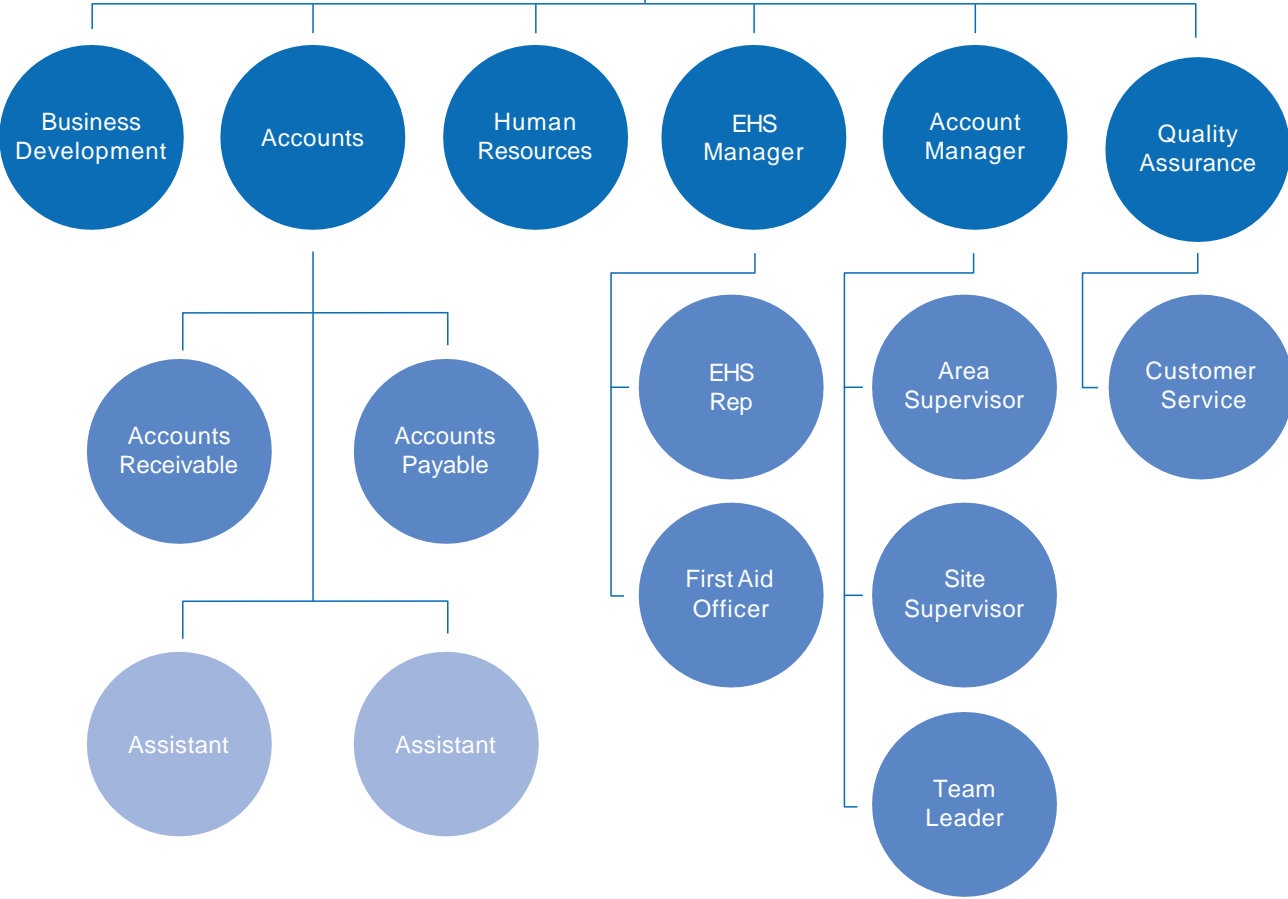 Business
Development
Accounts
Human
Resources
EHS
Manager
Account
Manager
Quality
Assurance
Accounts
Receivable
Accounts
Payable
EHS
Rep
Area
Supervisor
Customer
Service
First Aid
Officer
Site
Supervisor
Assistant
Assistant
Team
Leader